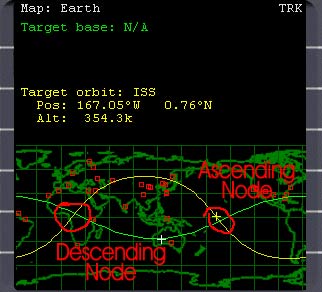 Map: Earth TRK
Target base: N/A
Target orbit: ISS
Pos: 167.05°W 0.76°N
Alt: 354.3k
Ascending
Node
Descending
Node